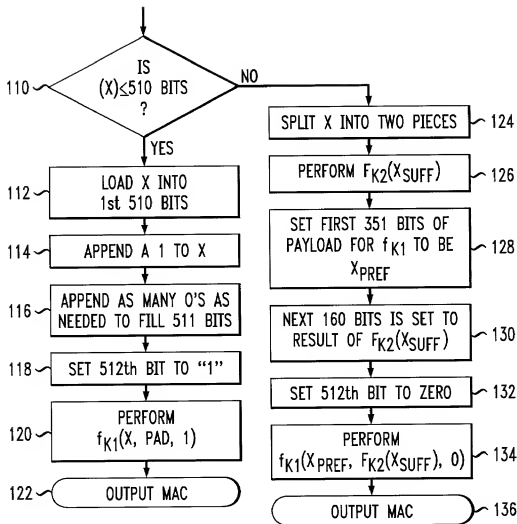 110
IS
(X)≤510 BITS
?
NO
YES
112
LOAD X INTO
1st 510 BITS
114
APPEND A 1 TO X
116
APPEND AS MANY 0'S AS
NEEDED TO FILL 511 BITS
118
SET 512th BIT TO "1"
120
PERFORM
fK1(X, PAD, 1)
122
OUTPUT MAC
SPLIT X INTO TWO PIECES
124
PERFORM FK2(XSUFF)
126
SET FIRST 351 BITS OF
PAYLOAD FOR fK1 TO BE
XPREF
128
NEXT 160 BITS IS SET TO
RESULT OF FK2(XSUFF)
130
SET 512th BIT TO ZERO
132
PERFORM
fK1(XPREF, FK2(XSUFF), 0)
134
OUTPUT MAC
136